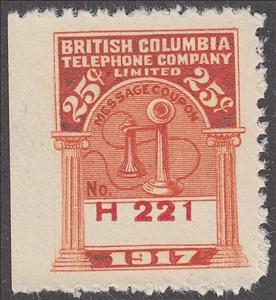 BRITISH COLUMBIA
TELEPHONE COMPANY
LIMITED
25¢ 25¢
MESSAGE COUPON
No.
H 221
1917